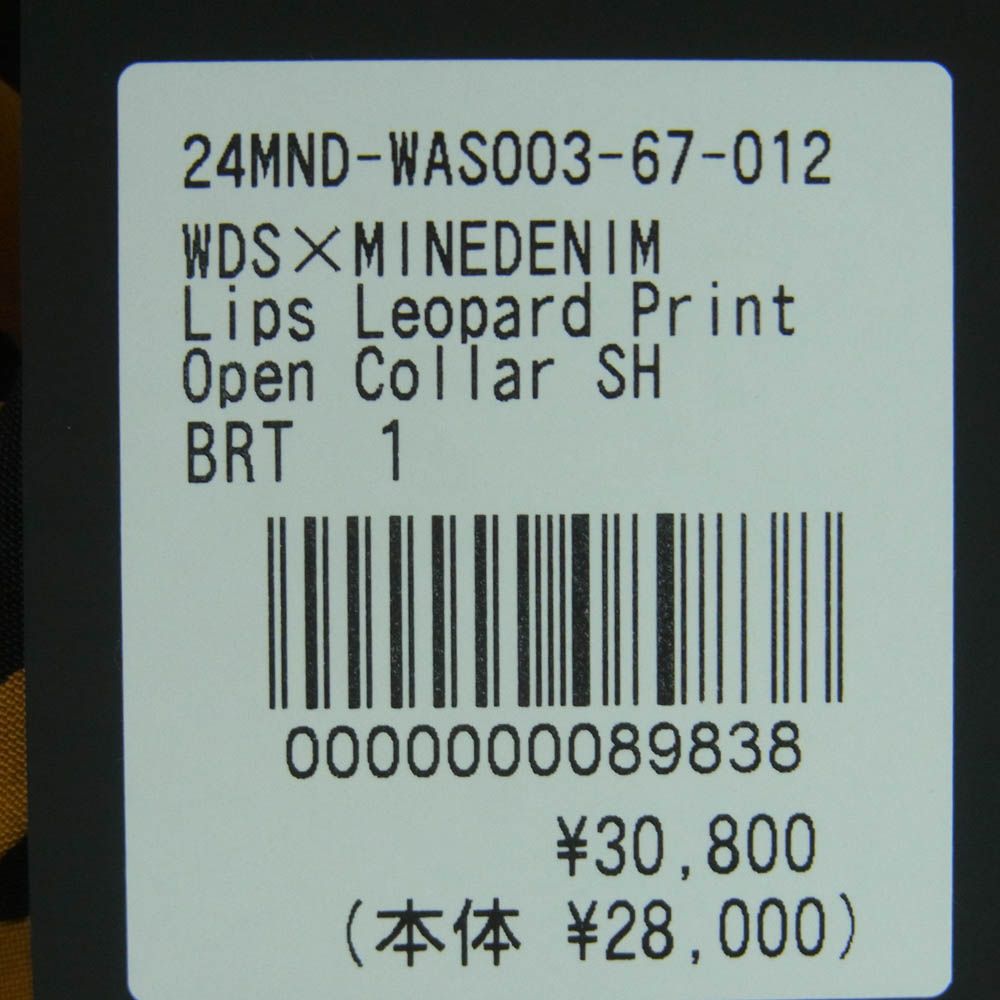 24MND-WAS003-67-012
WDS×MINEDENIM
Lips Leopard Print
Open Collar SH
BRT 1
0000000089838
¥30,800
(本体 ¥28,000)